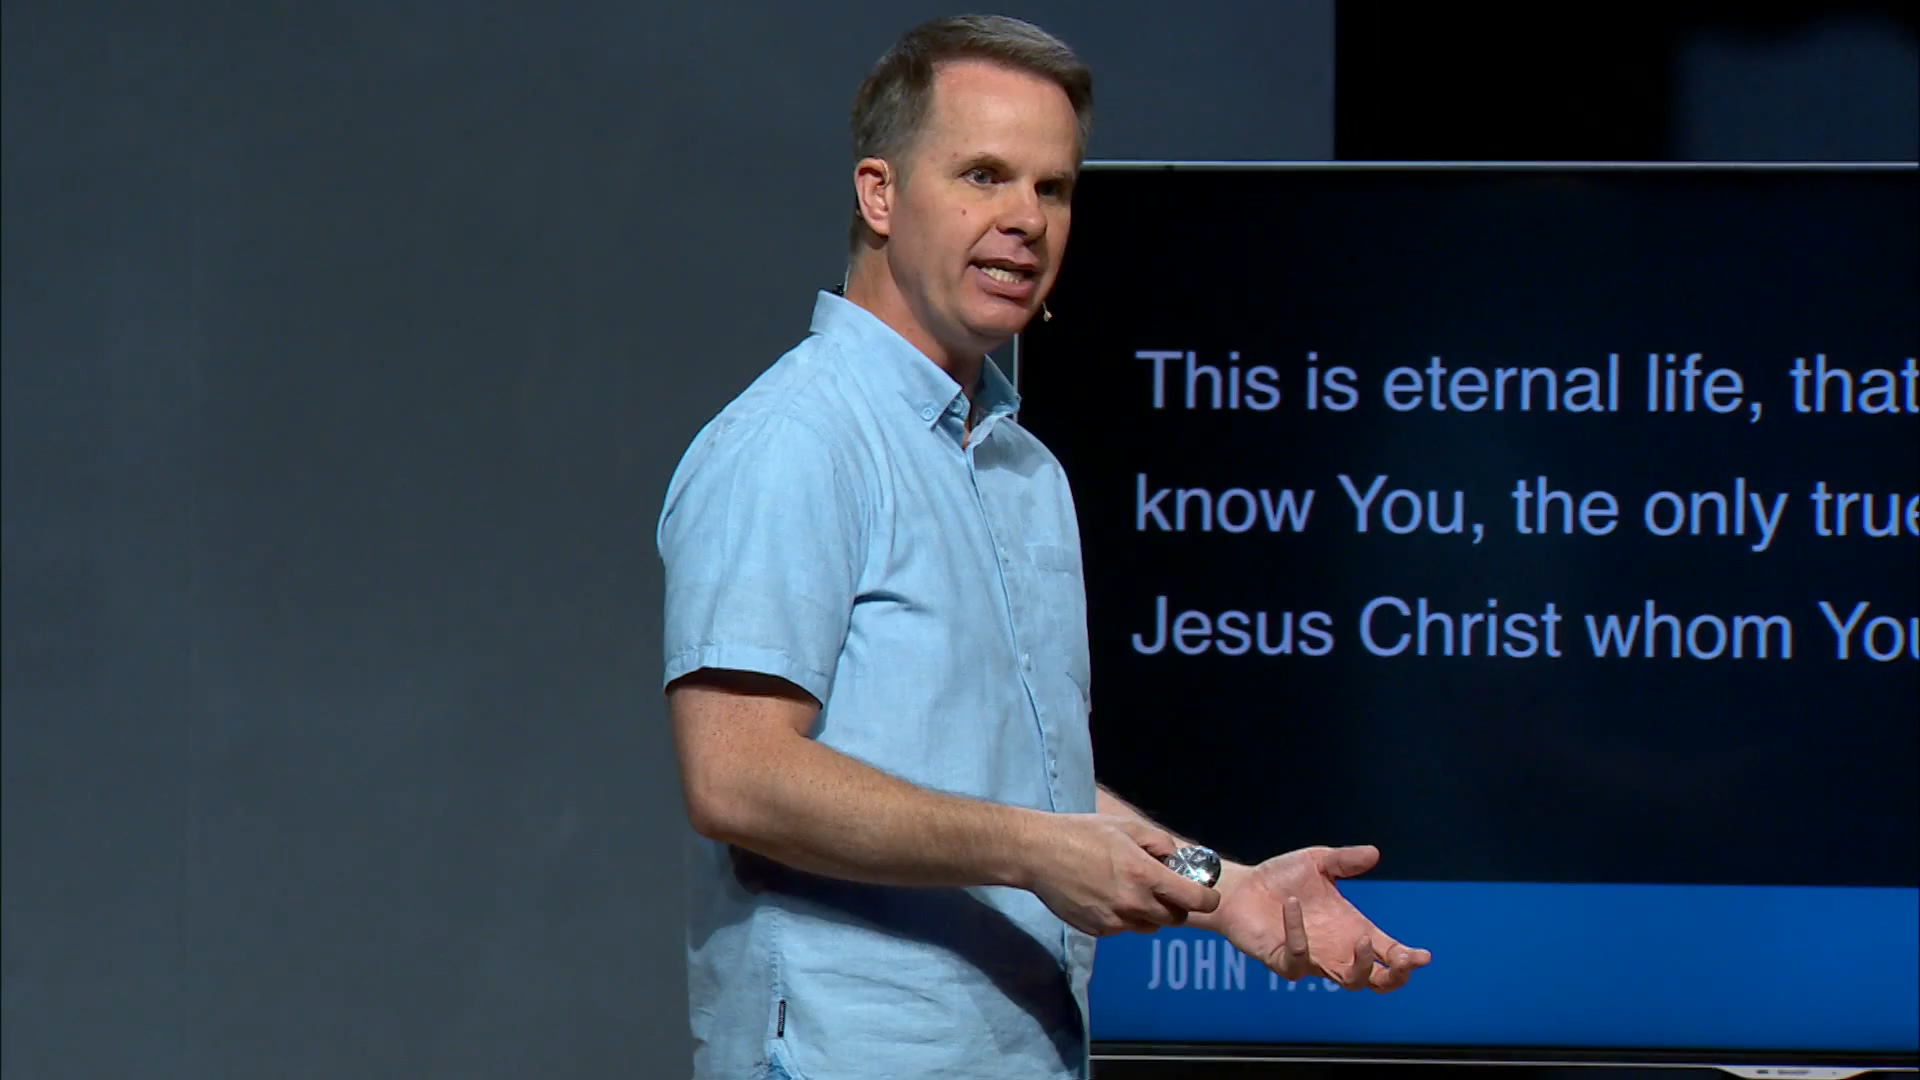 This is eternal life, that
know You, the only true
Jesus Christ whom You
JOHN